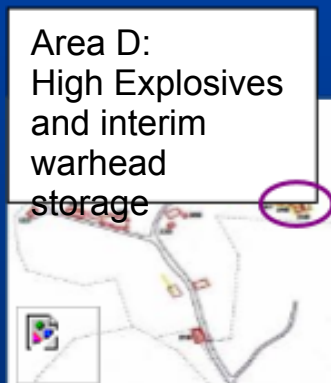 Area D:
High Explosives
and interim
warhead
storage